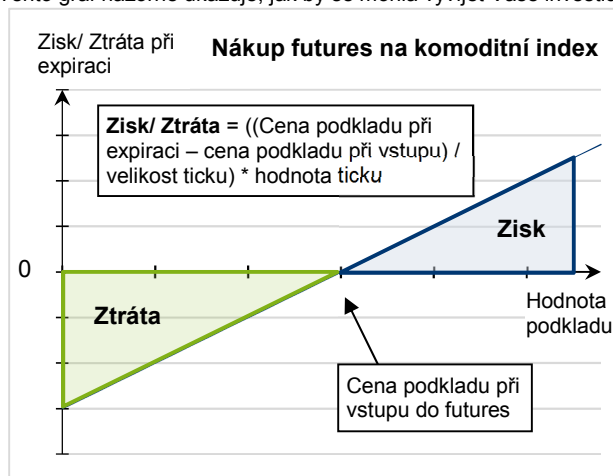 Zisk/ Ztráta při
expiraci
Nákup futures na komoditní index
Zisk/ Ztráta = ((Cena podkladu při
expiraci – cena podkladu při vstupu) /
velikost ticku) * hodnota ticku
Zisk
0
Hodnota
podkladu
Ztráta
Cena podkladu při
vstupu do futures